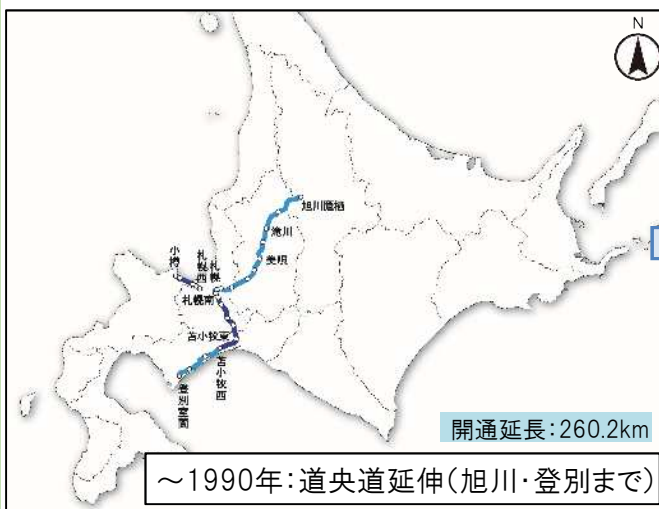 N
旭川鷹栖
滝川
美唄
小樽
札幌西
札幌
札幌南
苫小牧東
苫小牧西
登別室蘭
開通延長:260.2km
~1990年:道央道延伸(旭川・登別まで)